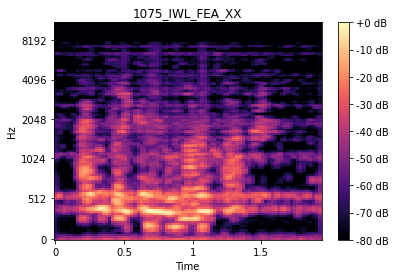 1075_IWL_FEA_XX
8192
4096
2048
1024
512
0
Hz
0
0.5
1
1.5
Time
+0 dB
-10 dB
-20 dB
-30 dB
-40 dB
-50 dB
-60 dB
-70 dB
-80 dB